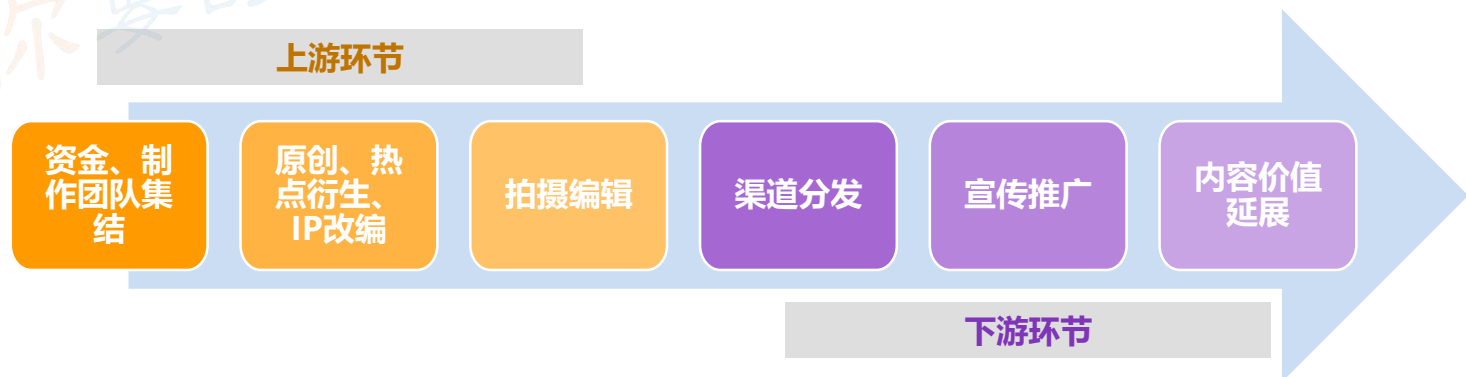 上游环节
资金、制
作团队集
结
原创、热
点衍生、
IP改编
拍摄编辑
渠道分发
宣传推广
内容价值
延展
下游环节